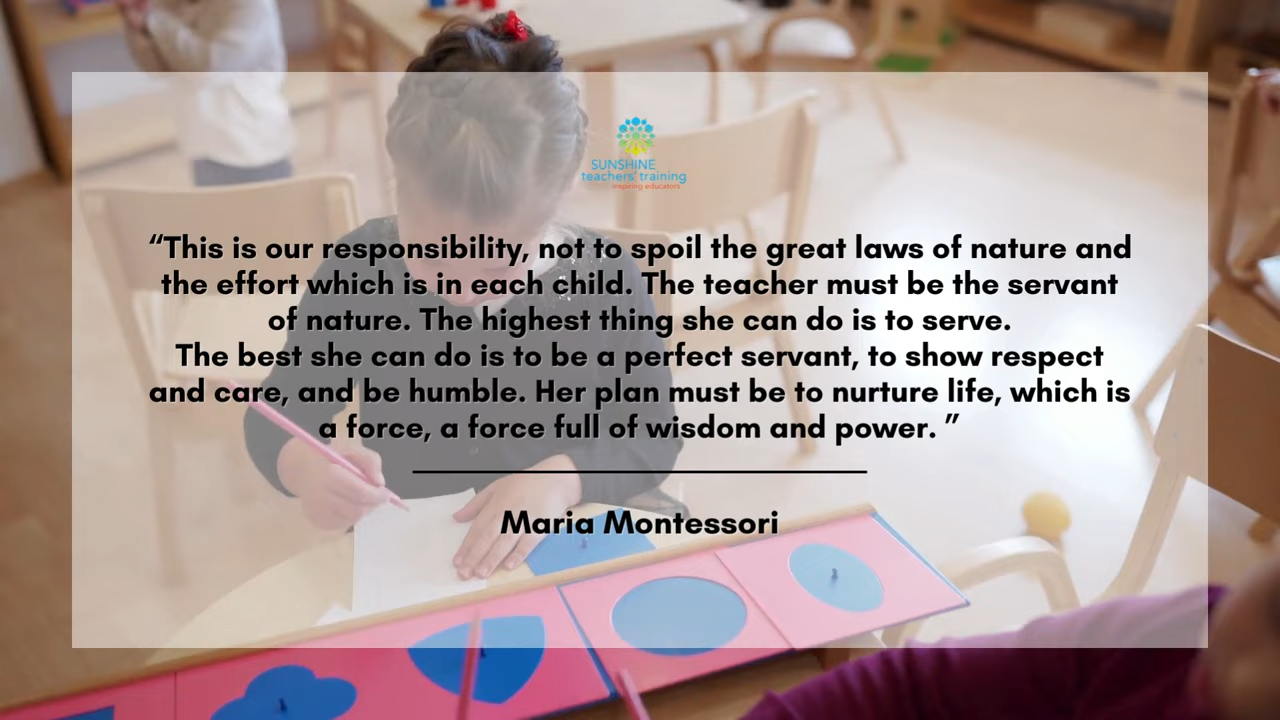 SUNSHINE
teachers' training
inspiring educators
“This is our responsibility, not to spoil the great laws of nature and
the effort which is in each child. The teacher must be the servant
of nature. The highest thing she can do is to serve.
The best she can do is to be a perfect servant, to show respect
and care, and be humble. Her plan must be to nurture life, which is
a force, a force full of wisdom and power. ”
Maria Montessori